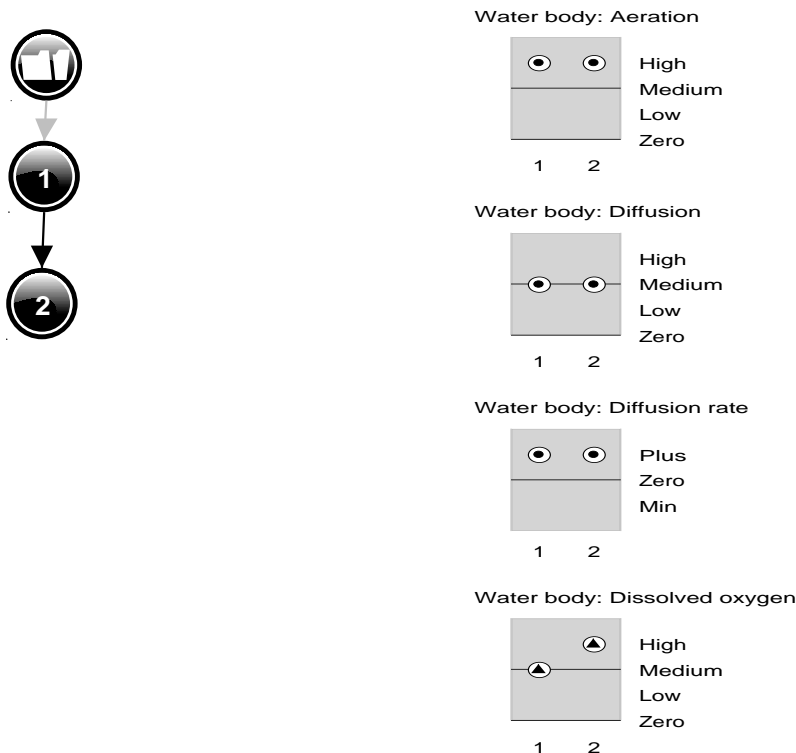 1
2
Water body: Aeration
High
Medium
Low
Zero
1 2
Water body: Diffusion
High
Medium
Low
Zero
1 2
Water body: Diffusion rate
Plus
Zero
Min
1 2
Water body: Dissolved oxygen
High
Medium
Low
Zero
1 2